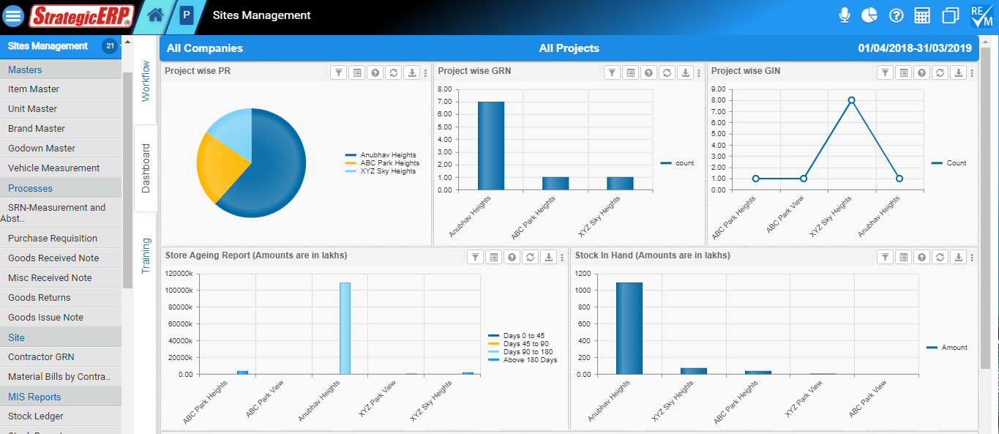 StrategicERP®
P
Sites Management
RE
M
Sites Management 21
Masters
Item Master
Unit Master
Brand Master
Godown Master
Vehicle Measurement
Processes
SRN-Measurement and
Abst..
Purchase Requisition
Goods Received Note
Misc Received Note
Goods Returns
Goods Issue Note
Site
Contractor GRN
Material Bills by Contra..
MIS Reports
Stock Ledger
Workflow
Dashboard
Training
All Companies All Projects 01/04/2018-31/03/2019
Project wise PR
Anubhav Heights
ABC Park Heights
XYZ Sky Heights
Project wise GRN
8.00
7.00
6.00
5.00
4.00
3.00
2.00
1.00
0.00
Anubhav Heights
ABC Park Heights
XYZ Sky Heights
count
Project wise GIN
9.00
8.00
7.00
6.00
5.00
4.00
3.00
2.00
1.00
0.00
ABC Park Heights
ABC Park View
XYZ Sky Heights
Anubhav Heights
Count
Store Ageing Report (Amounts are in lakhs)
120000k
100000k
80000k
60000k
40000k
20000k
0.00
ABC Park Heights
ABC Park View
Anubhav Heights
XYZ Park View
XYZ Sky Heights
Days 0 to 45
Days 45 to 90
Days 90 to 180
Above 180 Days
Stock In Hand (Amounts are in lakhs)
1200
1000
800
600
400
200
0.00
Anubhav Heights
XYZ Sky Heights
ABC Park Heights
XYZ Park View
ABC Park View
Amount